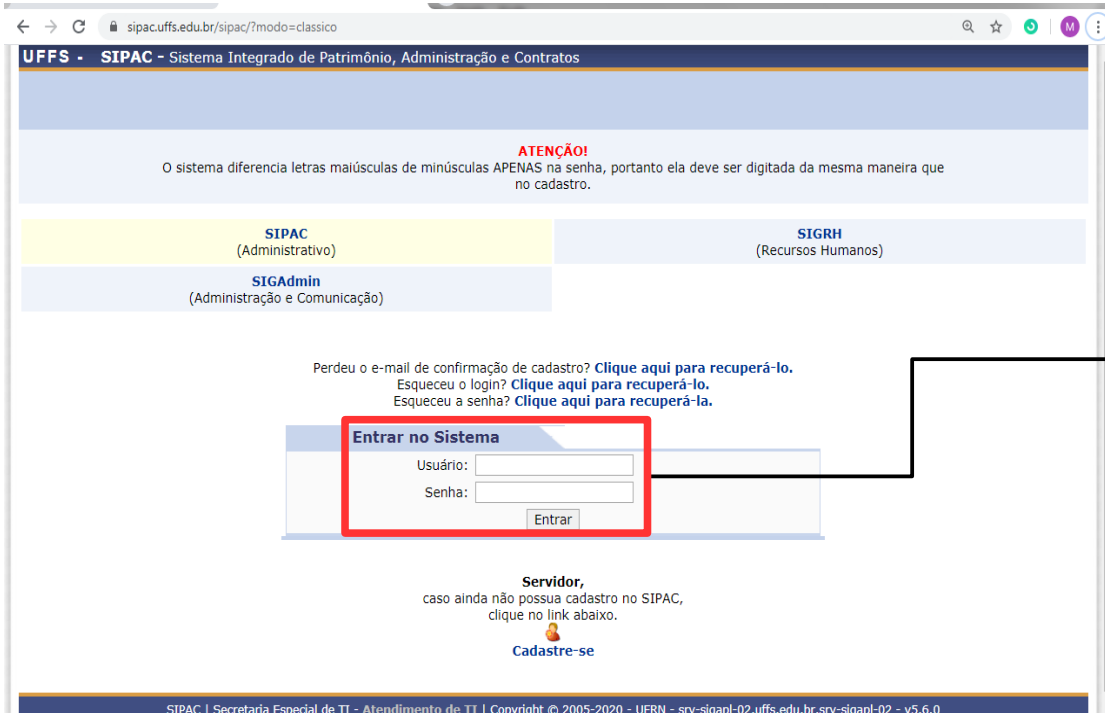 sipac.uffs.edu.br/sipac/?modo=classico
M
UFFS - SIPAC - Sistema Integrado de Patrimônio, Administração e Contratos
ATENÇÃO!
O sistema diferencia letras maiúsculas de minúsculas APENAS na senha, portanto ela deve ser digitada da mesma maneira que
no cadastro.
SIPAC
(Administrativo)
SIGRH
(Recursos Humanos)
SIGAdmin
(Administração e Comunicação)
Perdeu o e-mail de confirmação de cadastro? Clique aqui para recuperá-lo.
Esqueceu o login? Clique aqui para recuperá-lo.
Esqueceu a senha? Clique aqui para recuperá-la.
Entrar no Sistema
Usuário:
Senha:
Entrar
Servidor,
caso ainda não possua cadastro no SIPAC,
clique no link abaixo.
Cadastre-se
SIPAC | Secretaria Especial de TI - Atendimento de TI | Copyright © 2005-2020 - UFRN - srv-sigapl-02.uffs.edu.br.srv-sigapl-02 - v5.6.0